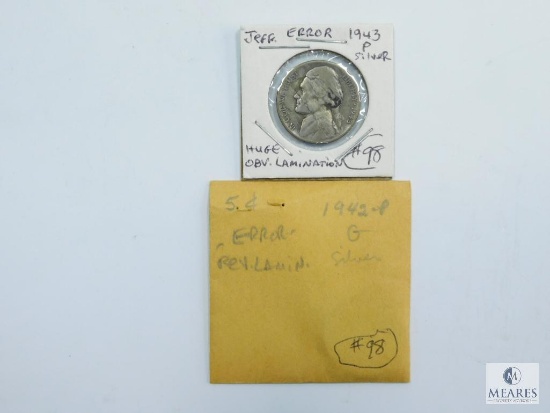 Jeff. ERROR 1943
P
SILVER
HUGE
OBV. LAMINATION
#98
5¢ 1942-P
ERROR G
REV. LAMIN. Silver
#98
MEARES